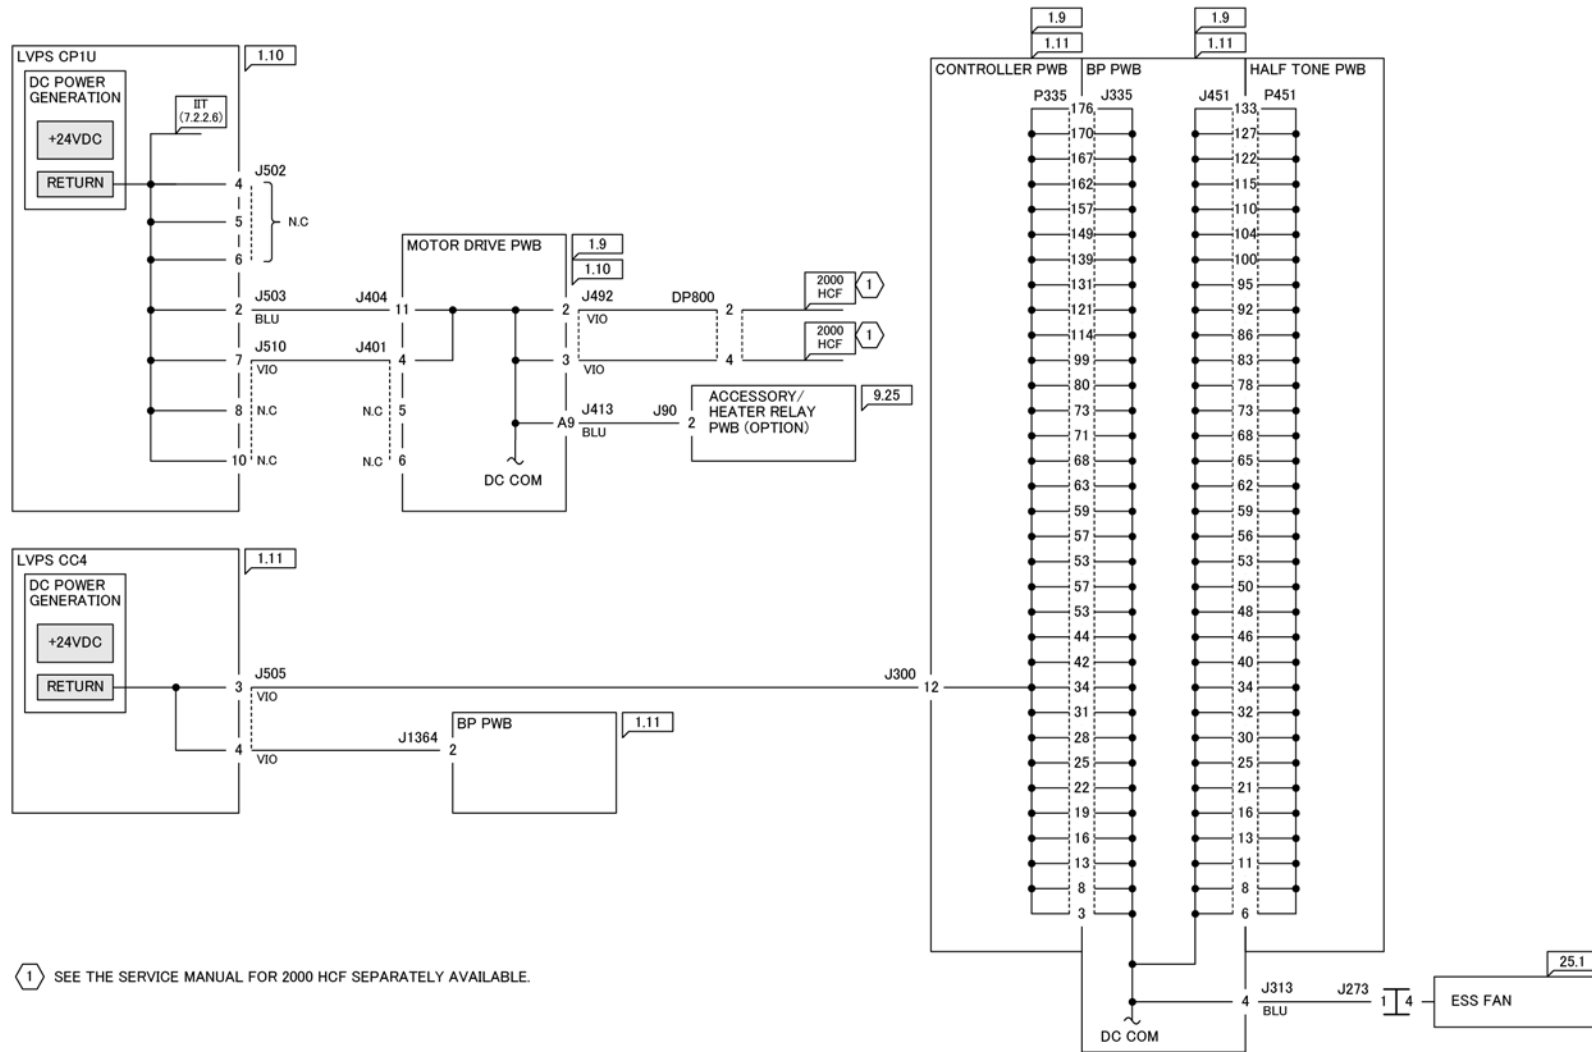 LVPS CP1U
1.10
DC POWER
GENERATION
+24VDC
RETURN
IIT
(7.2.2.6)
4
J502
5
N.C
6
2
J503
BLU
J404
11
7
J510
VIO
J401
4
8
N.C
N.C
5
10
N.C
N.C
6
MOTOR DRIVE PWB
1.9
1.10
2
J492
VIO
DP800
2
2000
HCF
1
3
VIO
4
2000
HCF
1
A9
J413
BLU
J90
2
ACCESSORY/
HEATER RELAY
PWB (OPTION)
9.25
DC COM
LVPS CC4
1.11
DC POWER
GENERATION
+24VDC
RETURN
3
J505
VIO
J300
12
4
VIO
J1364
2
BP PWB
1.11
1.9
1.11
1.9
1.11
CONTROLLER PWB
BP PWB
HALF TONE PWB
P335
J335
J451
P451
176
170
167
162
157
149
139
131
121
114
99
80
73
71
68
63
59
57
53
57
53
44
42
34
31
28
25
22
19
16
13
8
3
133
127
122
115
110
104
100
95
92
86
83
78
73
68
65
62
59
56
53
50
48
46
40
34
32
30
25
21
16
13
11
8
6
DC COM
4
J313
BLU
J273
1
4
ESS FAN
25.1
1 SEE THE SERVICE MANUAL FOR 2000 HCF SEPARATELY AVAILABLE.